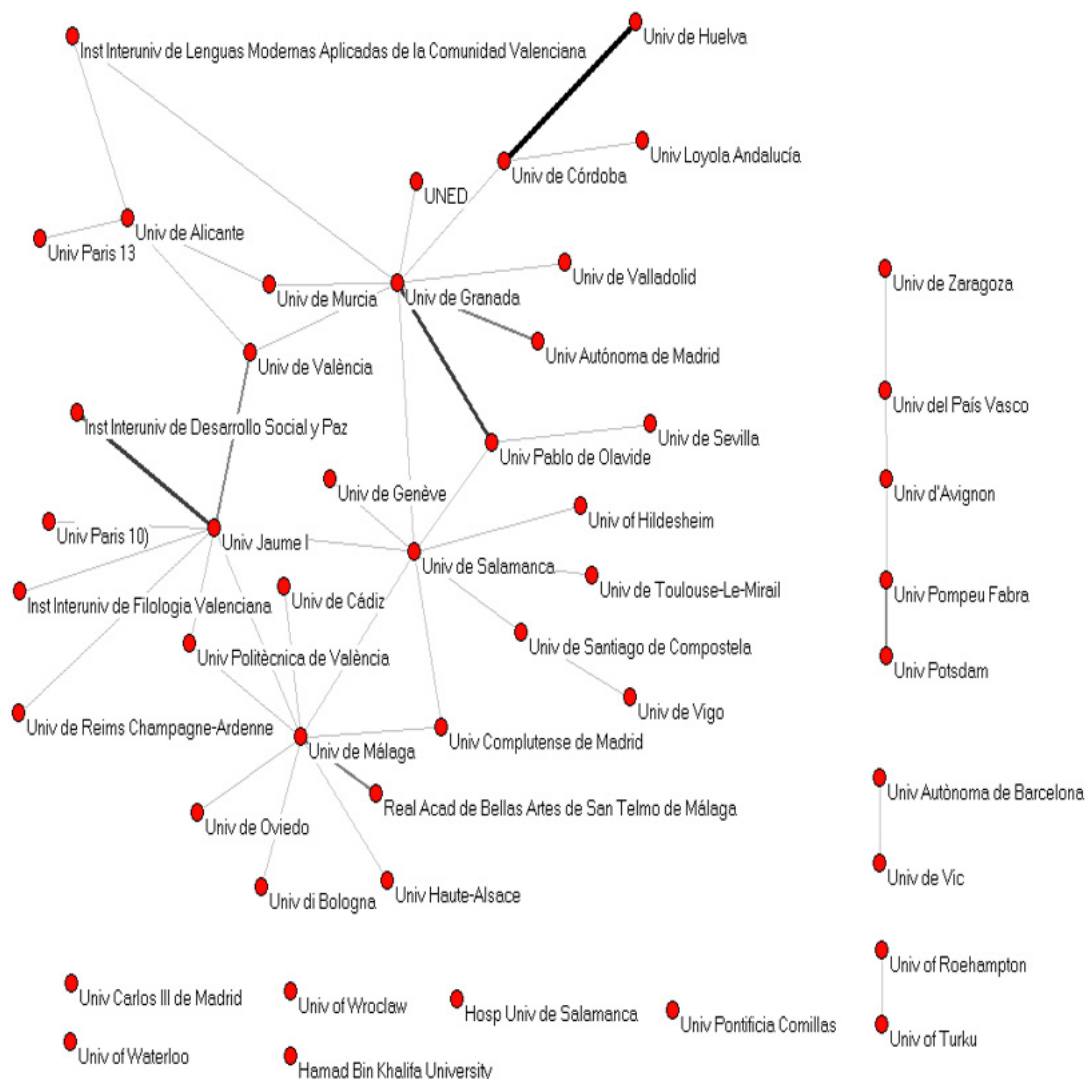 Univ de Huelva
Inst Interuniv de Lenguas Modernas Aplicadas de la Comunidad Valenciana
Univ Loyola Andalucía
Univ de Córdoba
UNED
Univ de Alicante
Univ Paris 13
Univ de Valladolid
Univ de Zaragoza
Univ de Murcia
Univ de Granada
Univ Autónoma de Madrid
Univ de València
Univ del País Vasco
Inst Interuniv de Desarrollo Social y Paz
Univ de Sevilla
Univ Pablo de Olavide
Univ de Genève
Univ d'Avignon
Univ of Hildesheim
Univ Paris 10)
Univ Jaume I
Univ de Salamanca
Univ de Toulouse-Le-Mirail
Univ Pompeu Fabra
Inst Interuniv de Filologia Valenciana
Univ de Cádiz
Univ de Santiago de Compostela
Univ Politècnica de València
Univ Potsdam
Univ de Vigo
Univ de Reims Champagne-Ardenne
Univ Complutense de Madrid
Univ de Málaga
Univ Autònoma de Barcelona
Real Acad de Bellas Artes de San Telmo de Málaga
Univ de Oviedo
Univ de Vic
Univ Haute-Alsace
Univ di Bologna
Univ of Roehampton
Univ Carlos III de Madrid
Univ of Wroclaw
Hosp Univ de Salamanca
Univ Pontificia Comillas
Univ of Turku
Univ of Waterloo
Hamad Bin Khalifa University